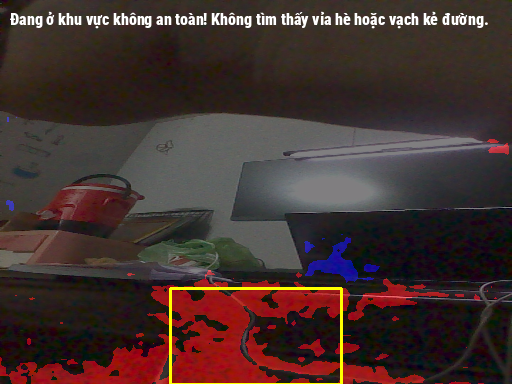 Đang ở khu vực không an toàn! Không tìm thấy vỉa hè hoặc vạch kẻ đường.